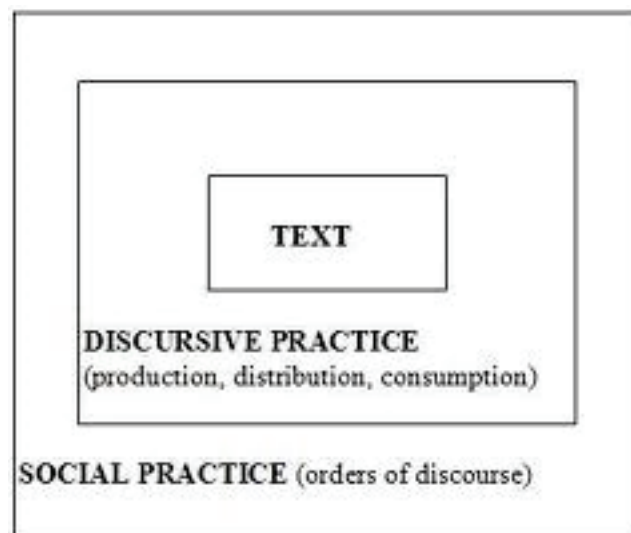 TEXT
DISCURSIVE PRACTICE
(production, distribution, consumption)
SOCIAL PRACTICE (orders of discourse)